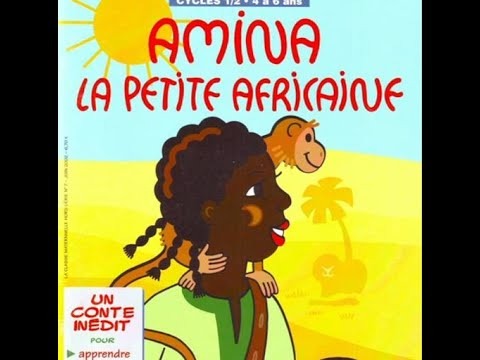 CYCLES 1/2 • 4 à 6 ans
AMINA
LA PETITE AFRICAINE
UN
CONTE
INÉDIT
POUR
► apprendre